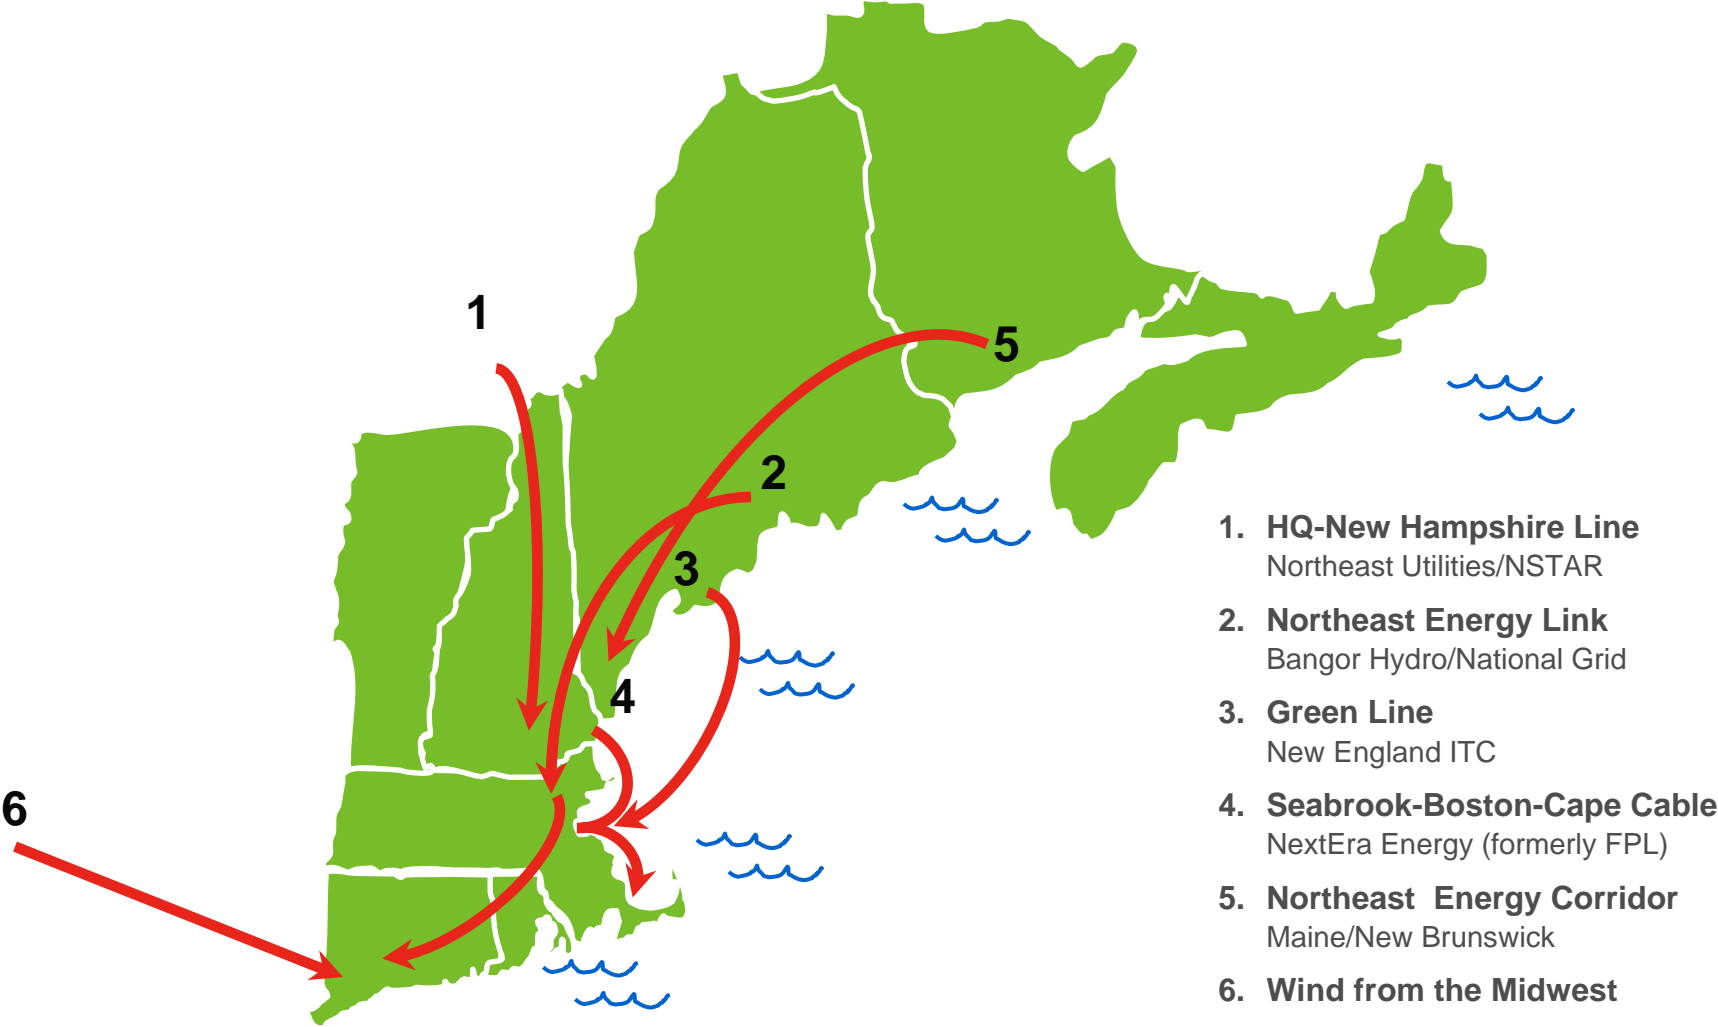 1
5
2
3
4
6
1. HQ-New Hampshire Line
Northeast Utilities/NSTAR
2. Northeast Energy Link
Bangor Hydro/National Grid
3. Green Line
New England ITC
4. Seabrook-Boston-Cape Cable
NextEra Energy (formerly FPL)
5. Northeast  Energy Corridor
Maine/New Brunswick
6. Wind from the Midwest